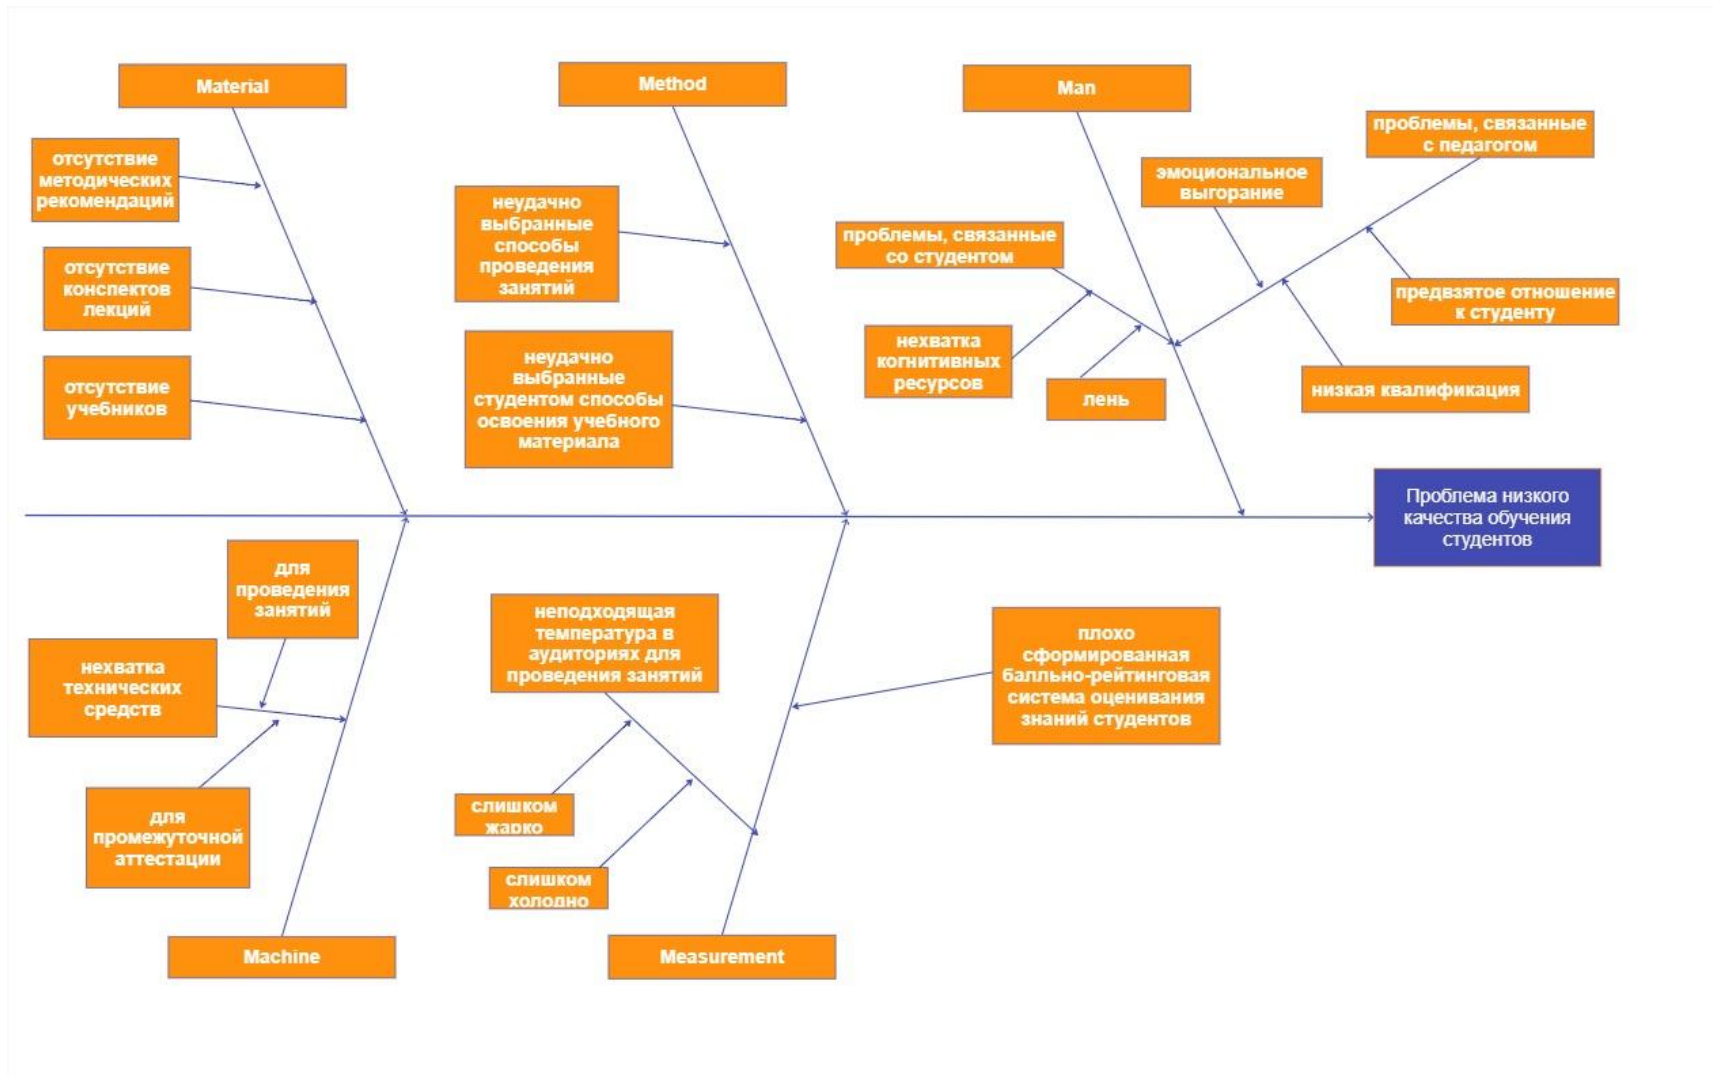 Material
Method
Man
отсутствие
методических
рекомендаций
отсутствие
конспектов
лекций
отсутствие
учебников
неудачно
выбранные
способы
проведения
занятий
неудачно
выбранные
студентом способы
освоения учебного
материала
проблемы, связанные
с педагогом
эмоциональное
выгорание
проблемы, связанные
со студентом
предвзятое отношение
к студенту
нехватка
когнитивных
ресурсов
лень
низкая квалификация
Проблема низкого
качества обучения
студентов
для
проведения
занятий
нехватка
технических
средств
для
промежуточной
аттестации
неподходящая
температура в
аудиториях для
проведения занятий
слишком
жарко
слишком
холодно
плохо
сформированная
балльно-рейтинговая
система оценивания
знаний студентов
Machine
Measurement